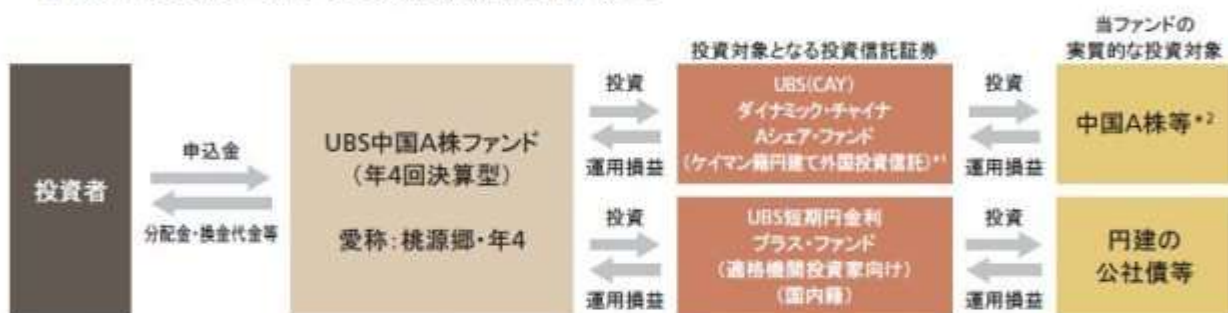 当ファンドの
実質的な投資対象
投資対象となる投資信託証券
投資者
申込金
分配金・換金代金等
UBS中国A株ファンド
(年4回決算型)
愛称:桃源郷・年4
投資
運用損益
UBS(CAY)
ダイナミック・チャイナ
Aシェア・ファンド
(ケイマン籍円建て外国投資信託)*1
投資
運用損益
中国A株等*2
投資
運用損益
UBS短期円金利
プラス・ファンド
(適格機関投資家向け)
(国内籍)
投資
運用損益
円建の
公社債等